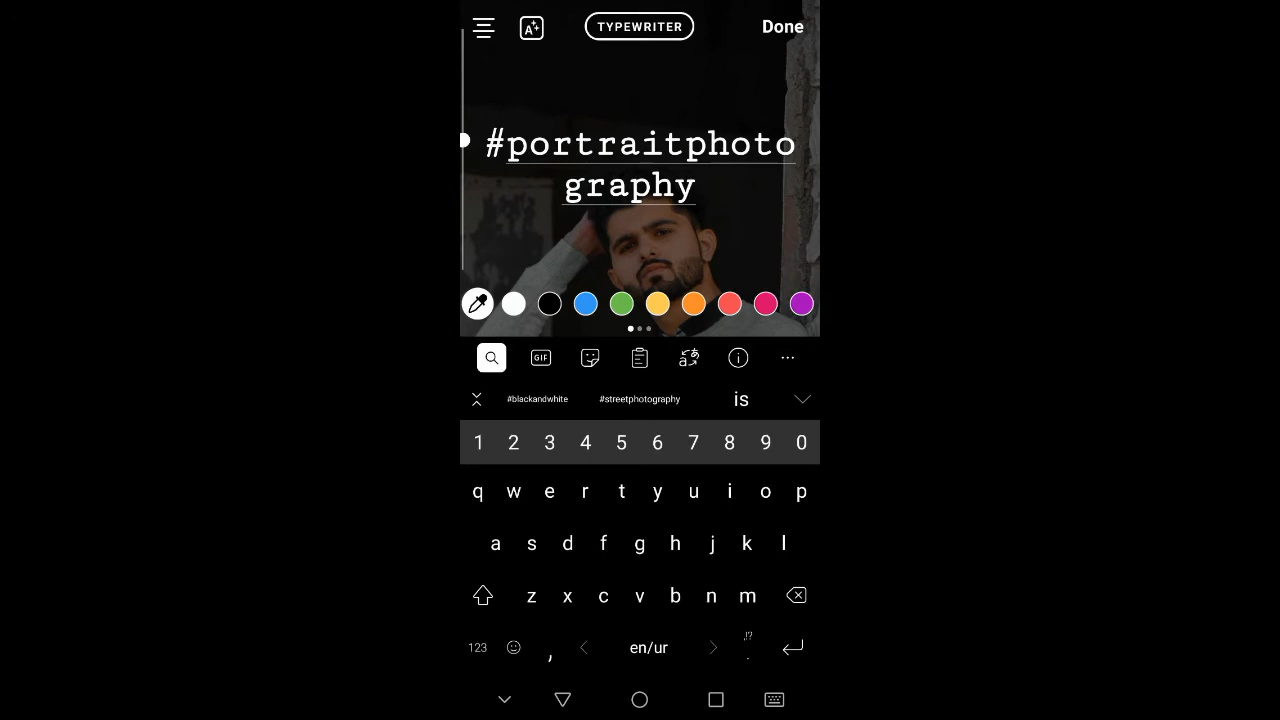 TYPEWRITER Done
#portraitphoto
graphy
GIF
#blackandwhite #streetphotography is
1 2 3 4 5 6 7 8 9 0
q w e r t y u i o p
a s d f g h j k l
z x c v b n m
123 , en/ur ,!? .